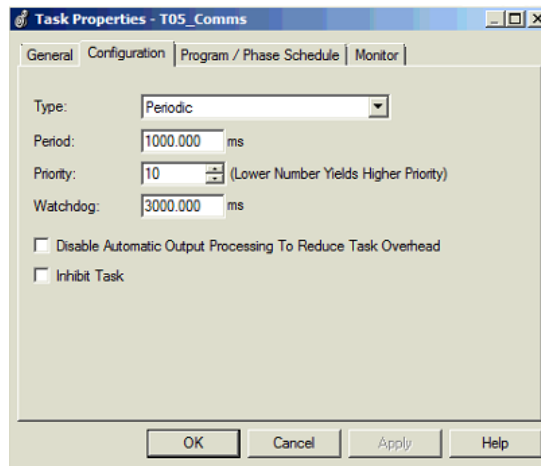 Task Properties - T05_Comms
General Configuration Program / Phase Schedule Monitor
Type: Periodic
Period: 1000.000 ms
Priority: 10 (Lower Number Yields Higher Priority)
Watchdog: 3000.000 ms
Disable Automatic Output Processing To Reduce Task Overhead
Inhibit Task
OK Cancel Apply Help